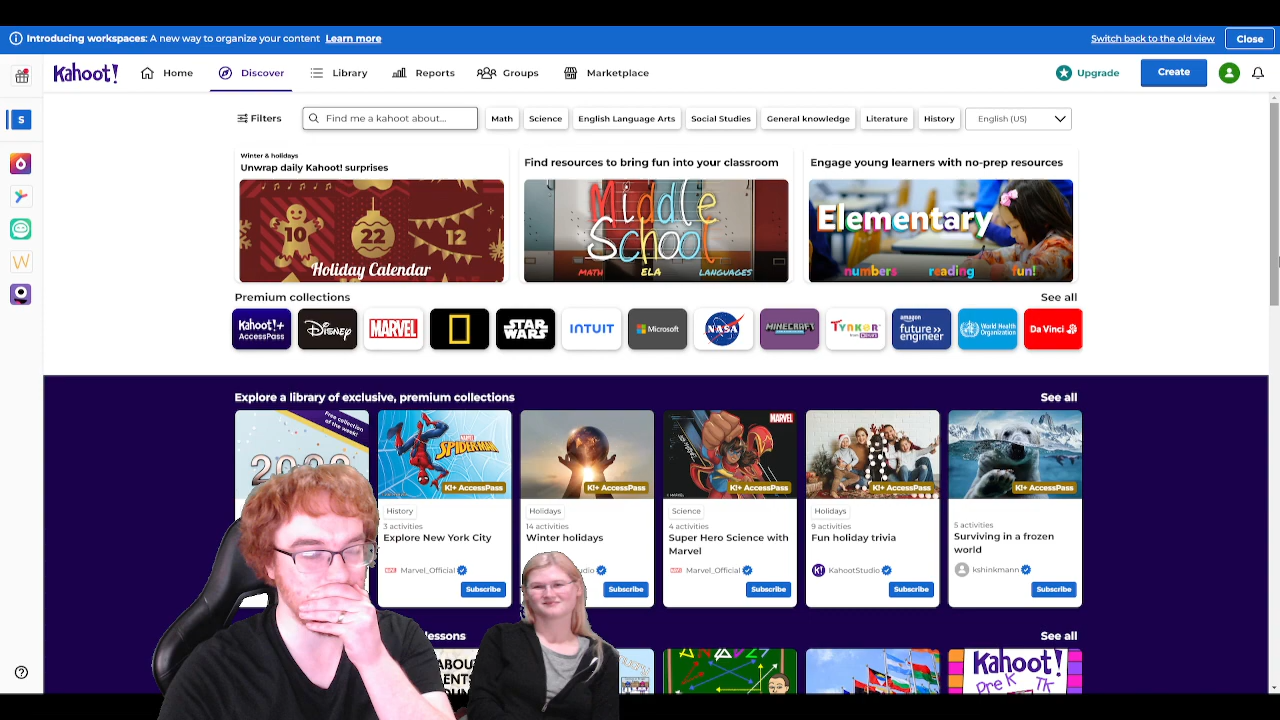 Introducing workspaces: A new way to organize your content Learn more
Switch back to the old view Close
Kahoot! Home Discover Library Reports Groups Marketplace Upgrade Create
S
Filters Find me a kahoot about... Math Science English Language Arts Social Studies General knowledge Literature History English (US)
Winter & holidays
Unwrap daily Kahoot! surprises
Find resources to bring fun into your classroom
Engage young learners with no-prep resources
10 22 12
Holiday Calendar
Middle School
MATH ELA LANGUAGES
Elementary
numbers reading fun!
Premium collections See all
Kahoot!+ AccessPass
Disney
MARVEL
STAR WARS
INTUIT
Microsoft
NASA
MINECRAFT
TYNKER
amazon future engineer
World Health Organization
Da Vinci
W
Explore a library of exclusive, premium collections See all
Free collection of the week!
MARVEL
SPIDER-MAN
K!+ AccessPass
History
3 activities
Explore New York City
Marvel_Official
Subscribe
K!+ AccessPass
Holidays
14 activities
Winter holidays
Subscribe
MARVEL
K!+ AccessPass
Science
4 activities
Super Hero Science with
Marvel
Marvel_Official
Subscribe
K!+ AccessPass
Holidays
9 activities
Fun holiday trivia
K! KahootStudio
Subscribe
K!+ AccessPass
5 activities
Surviving in a frozen
world
kshinkmann
Subscribe
lessons See all
Kahoot!
Pre K TK